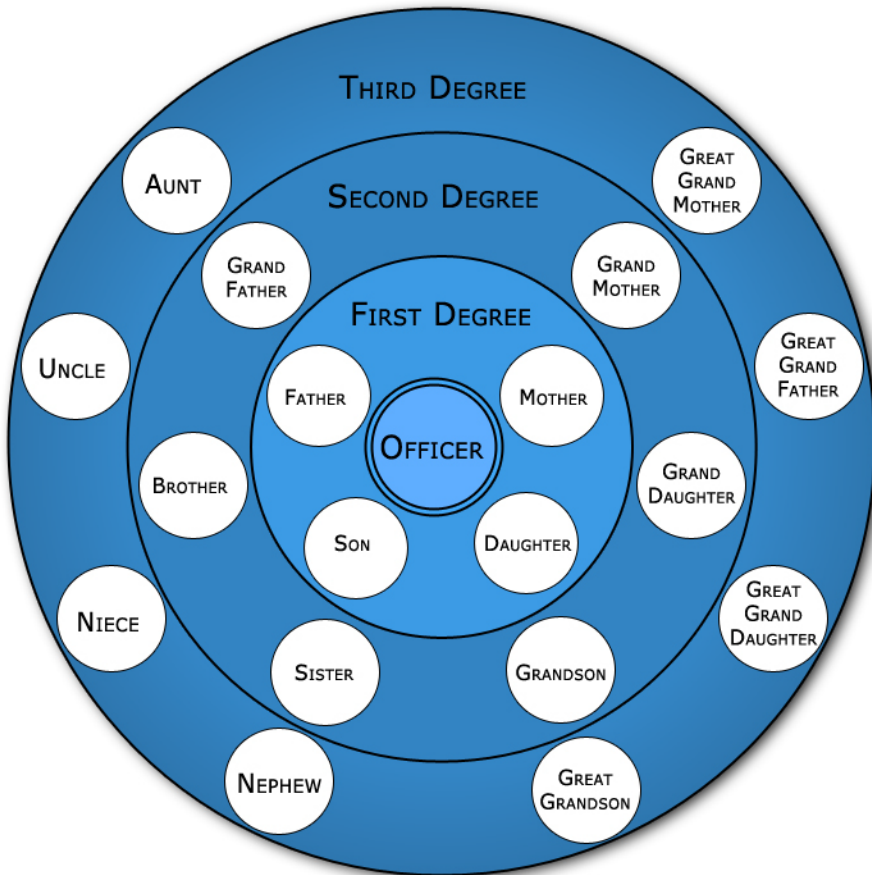 Third Degree
Aunt
Great
Grand
Mother
Second Degree
Grand
Father
Grand
Mother
First Degree
Uncle
Great
Grand
Father
Father
Mother
Officer
Brother
Grand
Daughter
Son
Daughter
Niece
Great
Grand
Daughter
Sister
Grandson
Nephew
Great
Grandson